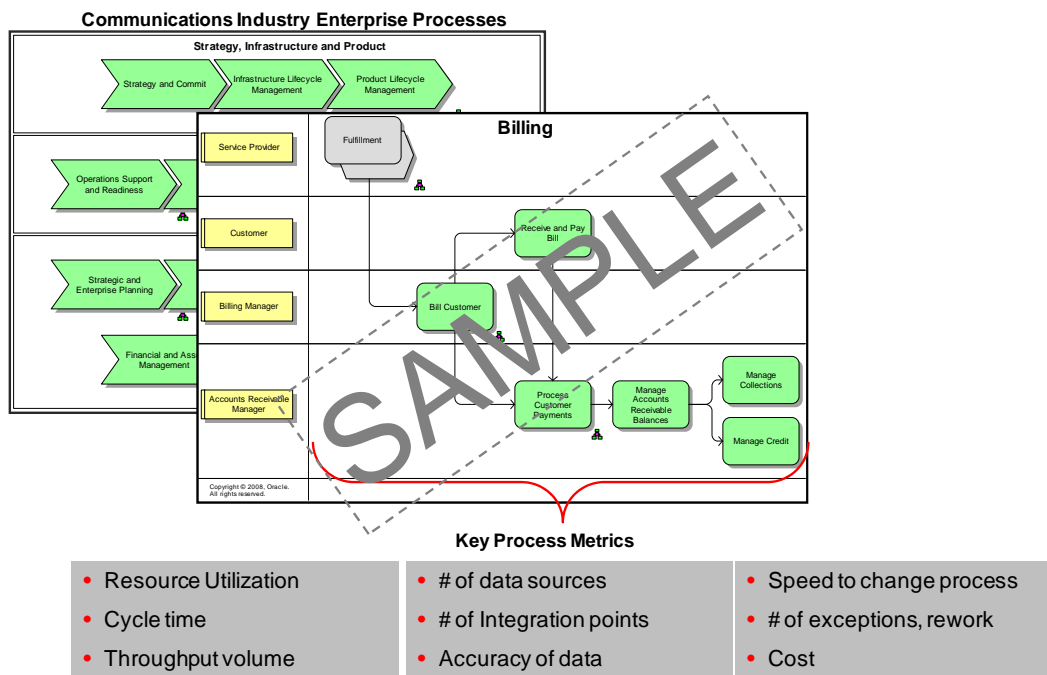 Communications Industry Enterprise Processes
Strategy, Infrastructure and Product
Strategy and Commit
Infrastructure Lifecycle
Management
Product Lifecycle
Management
Operations Support
and Readiness
Strategic and
Enterprise Planning
Financial and Ass
Management
Billing
Service Provider
Fulfillment
Customer
Receive and Pay
Bill
Billing Manager
Bill Customer
Accounts Receivable
Manager
Process
Customer
Payments
Manage
Accounts
Receivable
Balances
Manage
Collections
Manage Credit
SAMPLE
Copyright © 2008, Oracle.
All rights reserved.
Key Process Metrics
• Resource Utilization
• Cycle time
• Throughput volume
• # of data sources
• # of Integration points
• Accuracy of data
• Speed to change process
• # of exceptions, rework
• Cost